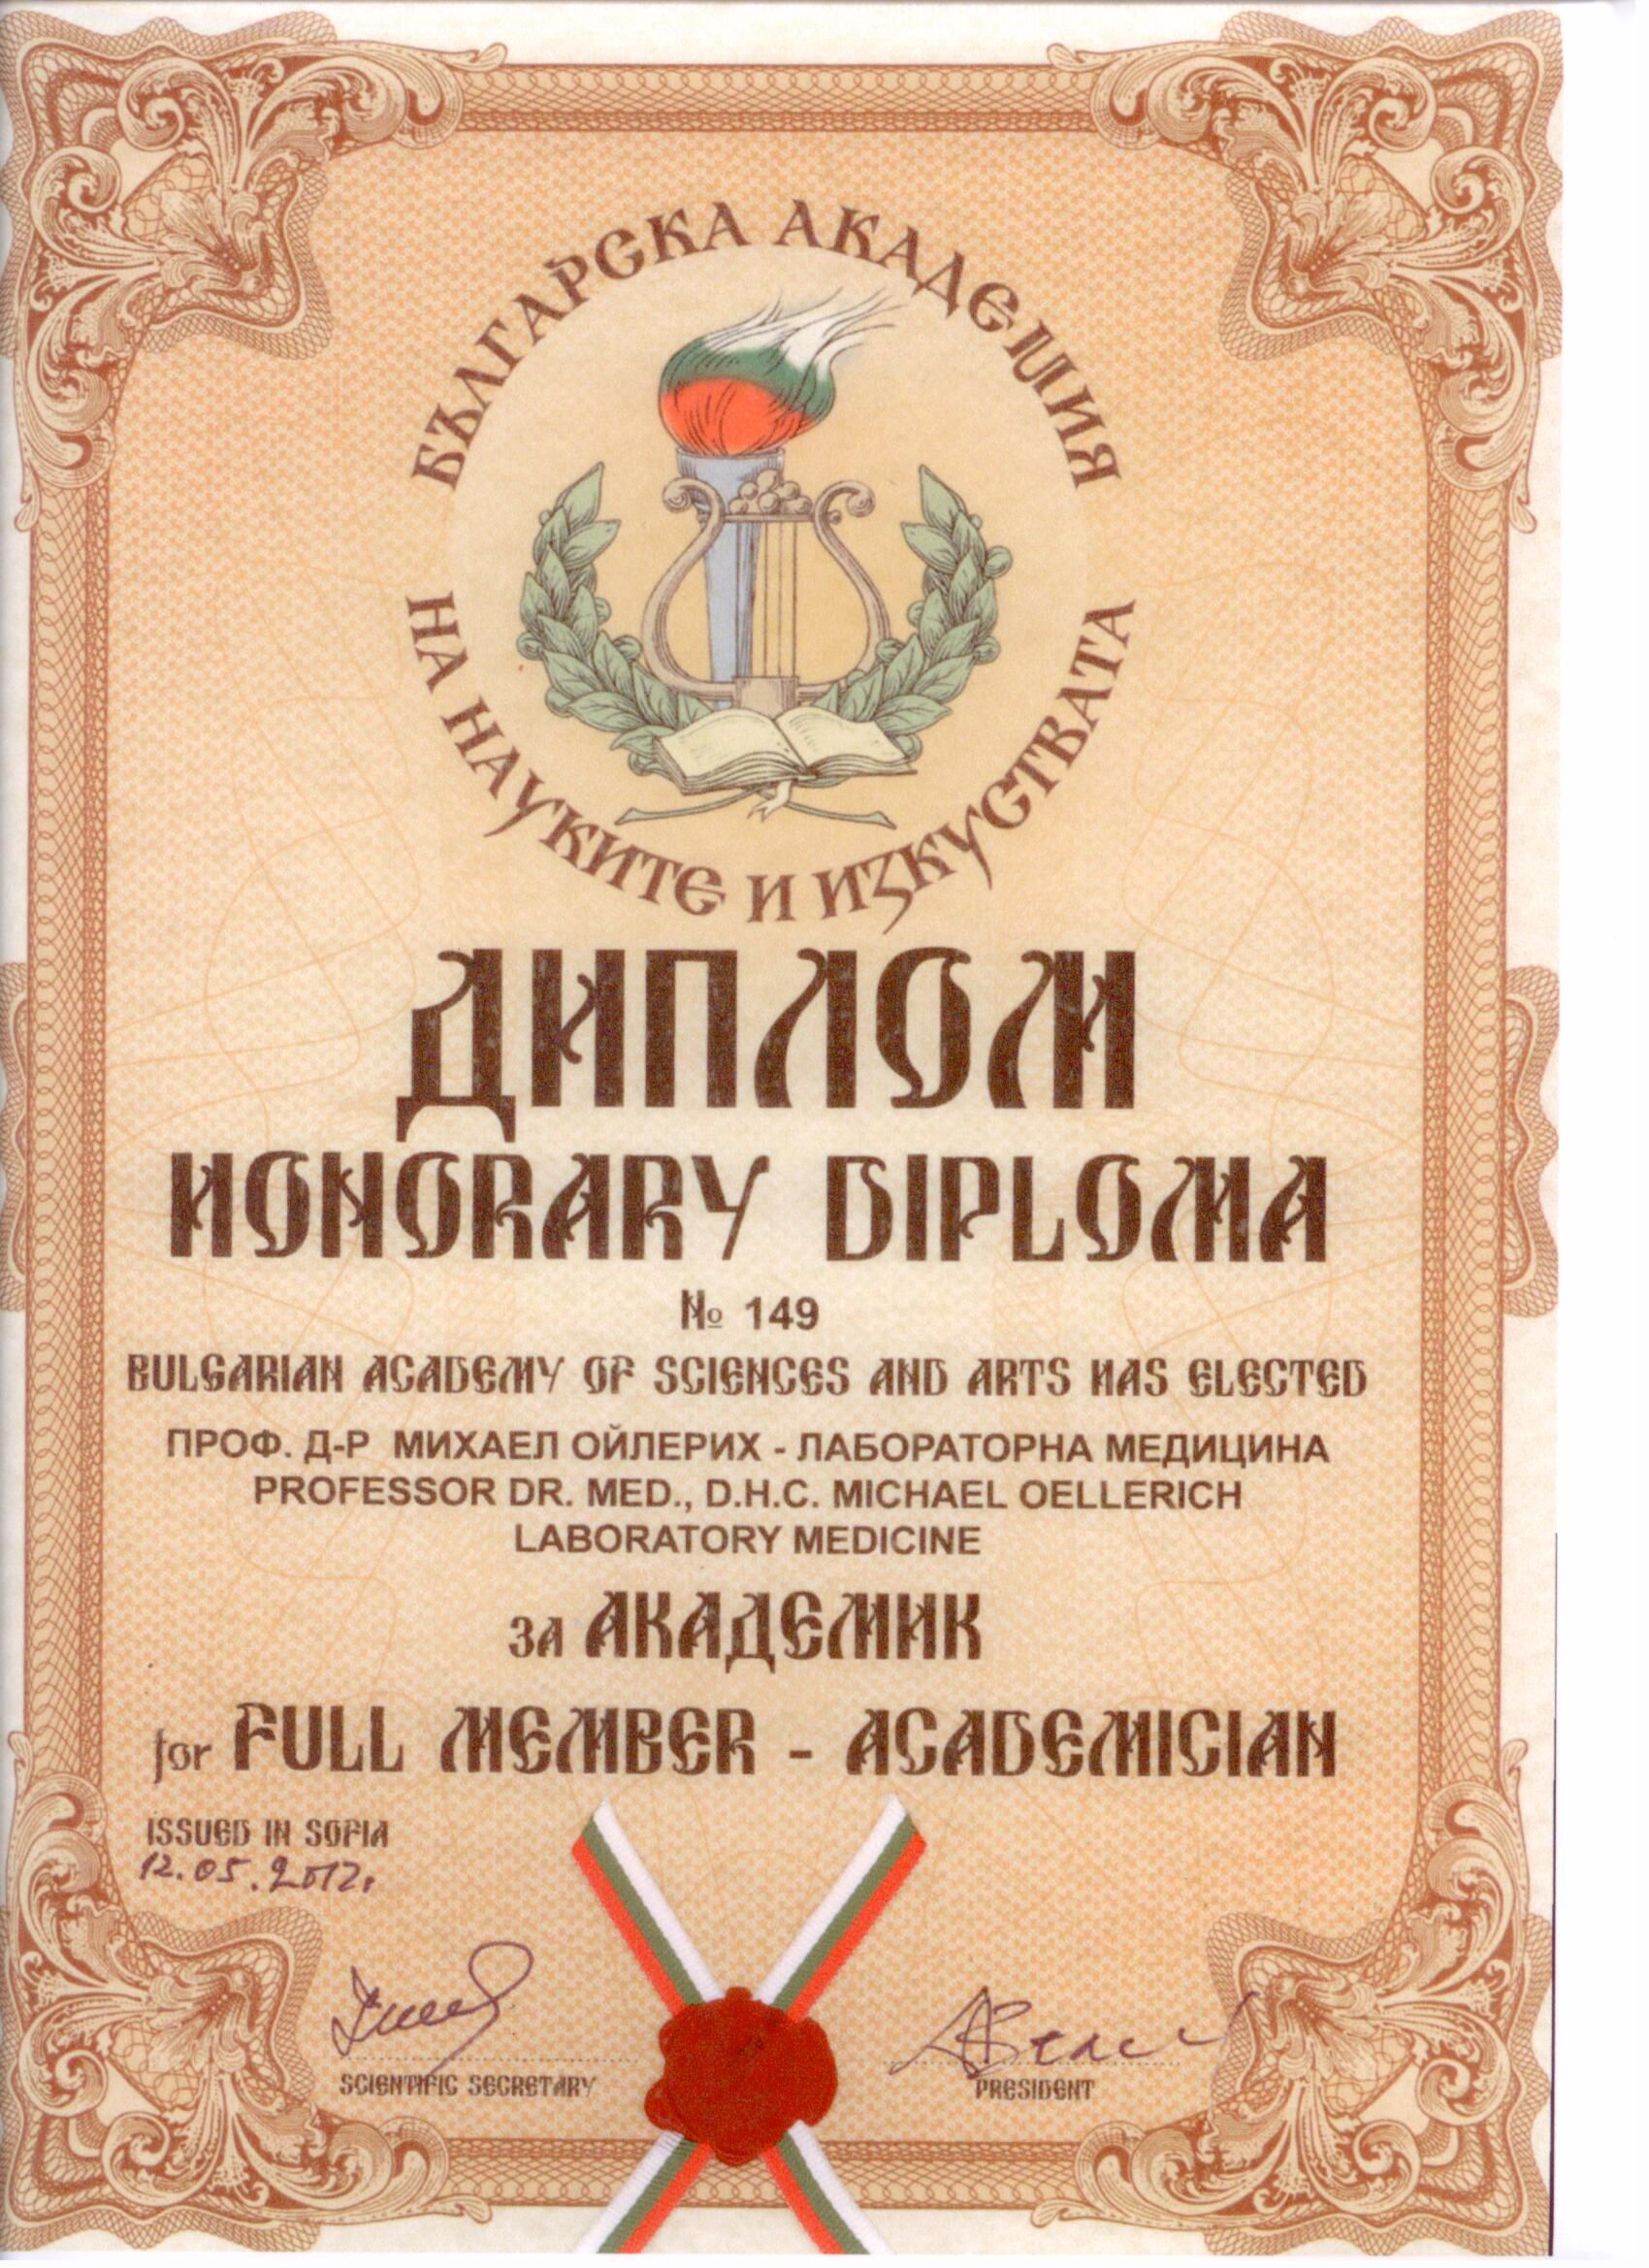 БЪЛГАРСКА АКАДЕМИЯ
НА НАУКИТЕ И ИЗКУСТВАТА
ДИПЛОМ
HONORARY DIPLOMA
№ 149
BULGARIAN ACADEMY OF SCIENCES AND ARTS HAS ELECTED
ПРОФ. Д-Р МИХАЕЛ ОЙЛЕРИХ - ЛАБОРАТОРНА МЕДИЦИНА
PROFESSOR DR. MED., D.H.C. MICHAEL OELLERICH
LABORATORY MEDICINE
ЗА АКАДЕМИК
for FULL MEMBER - ACADEMICIAN
ISSUED IN SOFIA
12.05.2012г.
SCIENTIFIC SECRETARY
PRESIDENT